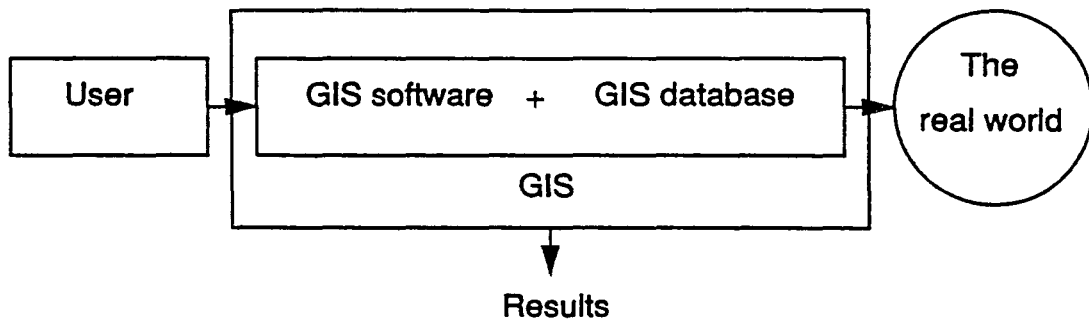 User
GIS software + GIS database
The
real world
GIS
Results